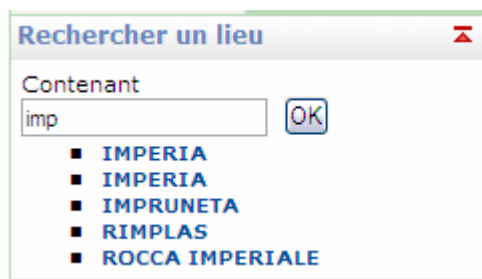 Rechercher un lieu
Contenant
imp OK
IMPERIA
IMPERIA
IMPRUNETA
RIMPLAS
ROCCA IMPERIALE